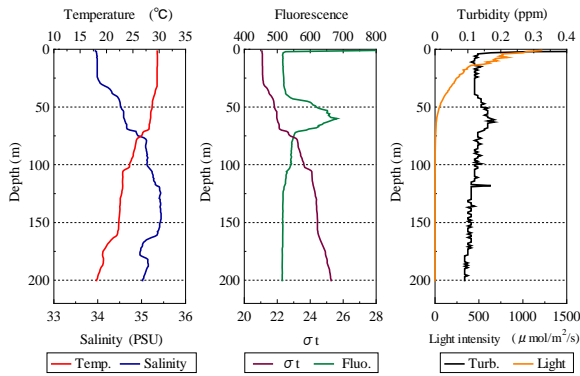 Temperature (℃)
10 15 20 25 30 35
0
50
100
150
200
Depth (m)
33 34 35 36
Salinity (PSU)
Temp. Salinity
Fluorescence
400 500 600 700 800
0
50
100
150
200
Depth (m)
20 22 24 26 28
σt
σt Fluo.
Turbidity (ppm)
0 0.1 0.2 0.3 0.4
0
50
100
150
200
Depth (m)
0 500 1000 1500
Light intensity (μmol/m²/s)
Turb. Light